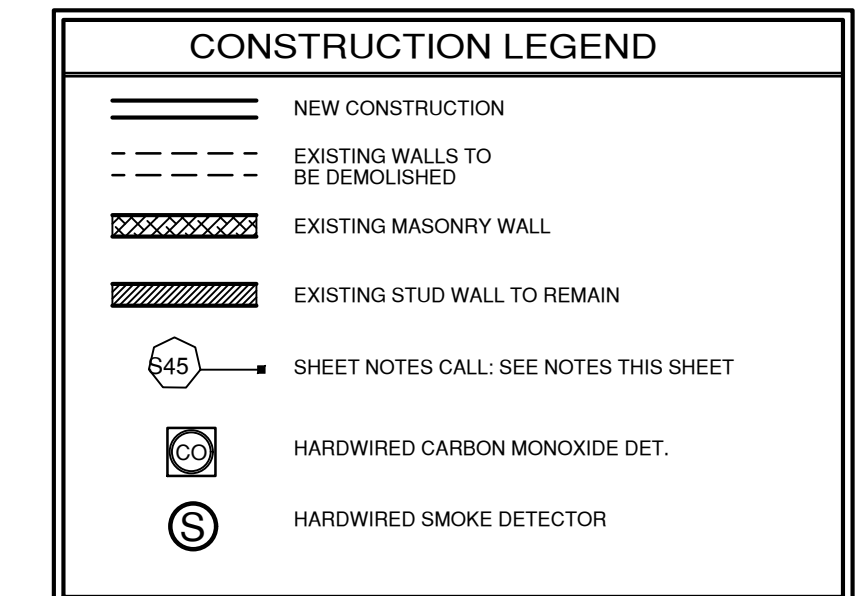 CONSTRUCTION LEGEND
NEW CONSTRUCTION
EXISTING WALLS TO
BE DEMOLISHED
EXISTING MASONRY WALL
EXISTING STUD WALL TO REMAIN
S45 SHEET NOTES CALL: SEE NOTES THIS SHEET
CO HARDWIRED CARBON MONOXIDE DET.
S HARDWIRED SMOKE DETECTOR